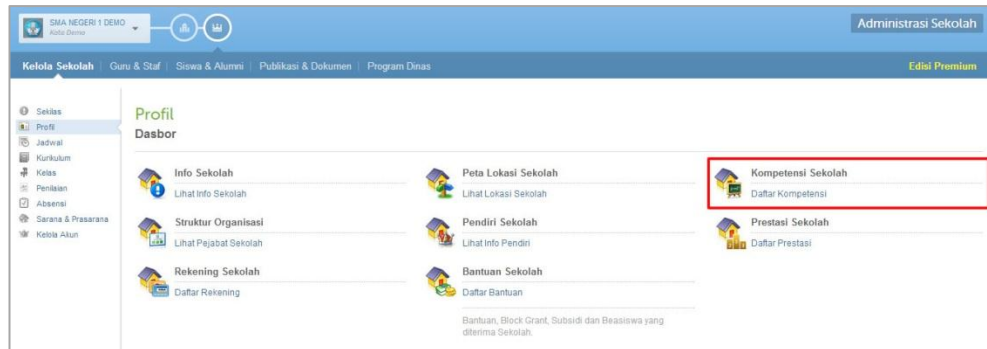 SMA NEGERI 1 DEMO
Kota Demo
Administrasi Sekolah
Kelola Sekolah | Guru & Staf | Siswa & Alumni | Publikasi & Dokumen | Program Dinas
Edisi Premium
Sekilas
Profil
Jadwal
Kurikulum
Kelas
Penilaian
Absensi
Sarana & Prasarana
Kelola Akun
Profil
Dasbor
Info Sekolah
Lihat Info Sekolah
Peta Lokasi Sekolah
Lihat Lokasi Sekolah
Kompetensi Sekolah
Daftar Kompetensi
Struktur Organisasi
Lihat Pejabat Sekolah
Pendiri Sekolah
Lihat Info Pendiri
Prestasi Sekolah
Daftar Prestasi
Rekening Sekolah
Daftar Rekening
Bantuan Sekolah
Daftar Bantuan
Bantuan, Block Grant, Subsidi dan Beasiswa yang
diterima Sekolah.